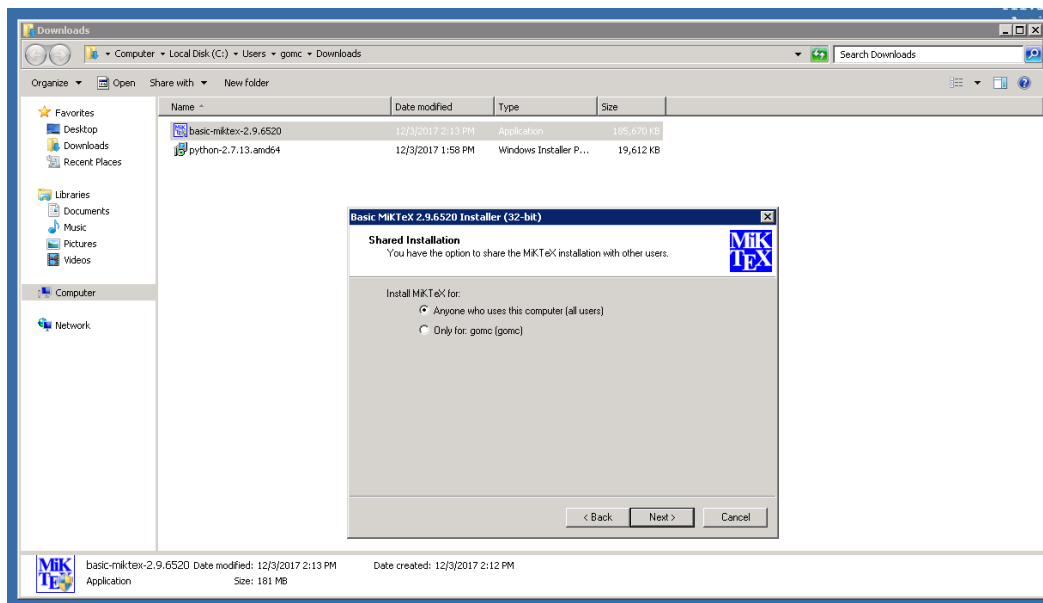 Downloads
Computer ▾ Local Disk (C:) ▾ Users ▾ gomc ▾ Downloads
Search Downloads
Organize ▾ Open Share with ▾ New folder
Favorites
Desktop
Downloads
Recent Places
Libraries
Documents
Music
Pictures
Videos
Computer
Network
Name Date modified Type Size
basic-miktex-2.9.6520 12/3/2017 2:13 PM Application 185,670 KB
python-2.7.13.amd64 12/3/2017 1:58 PM Windows Installer P... 19,612 KB
Basic MiKTeX 2.9.6520 Installer (32-bit)
Shared Installation
You have the option to share the MiKTeX installation with other users.
MiK
TEX
Install MiKTeX for:
Anyone who uses this computer (all users)
Only for: gomc (gomc)
< Back Next > Cancel
MiK
TEX
basic-miktex-2.9.6520 Date modified: 12/3/2017 2:13 PM Date created: 12/3/2017 2:12 PM
Application Size: 181 MB